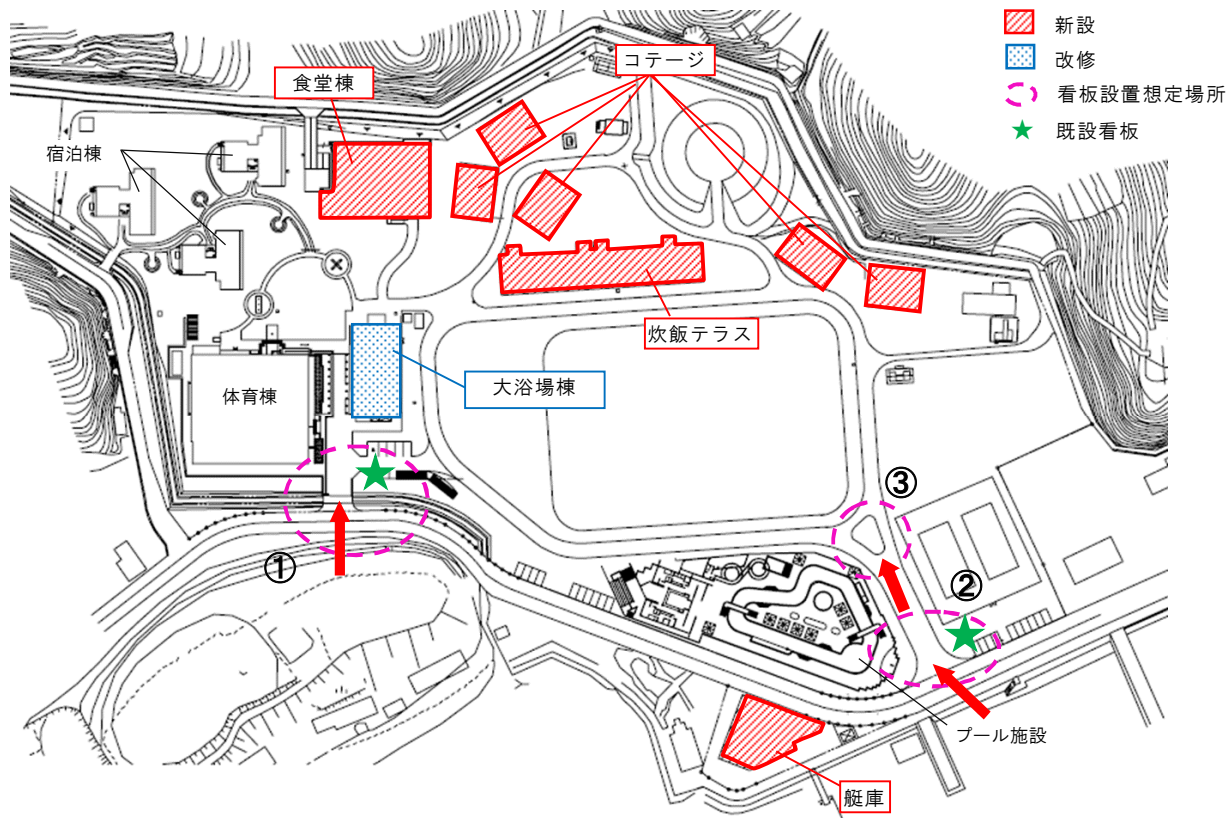 新設
改修
看板設置想定場所
既設看板
コテージ
食堂棟
宿泊棟
炊飯テラス
大浴場棟
体育棟
③
①
②
プール施設
艇庫